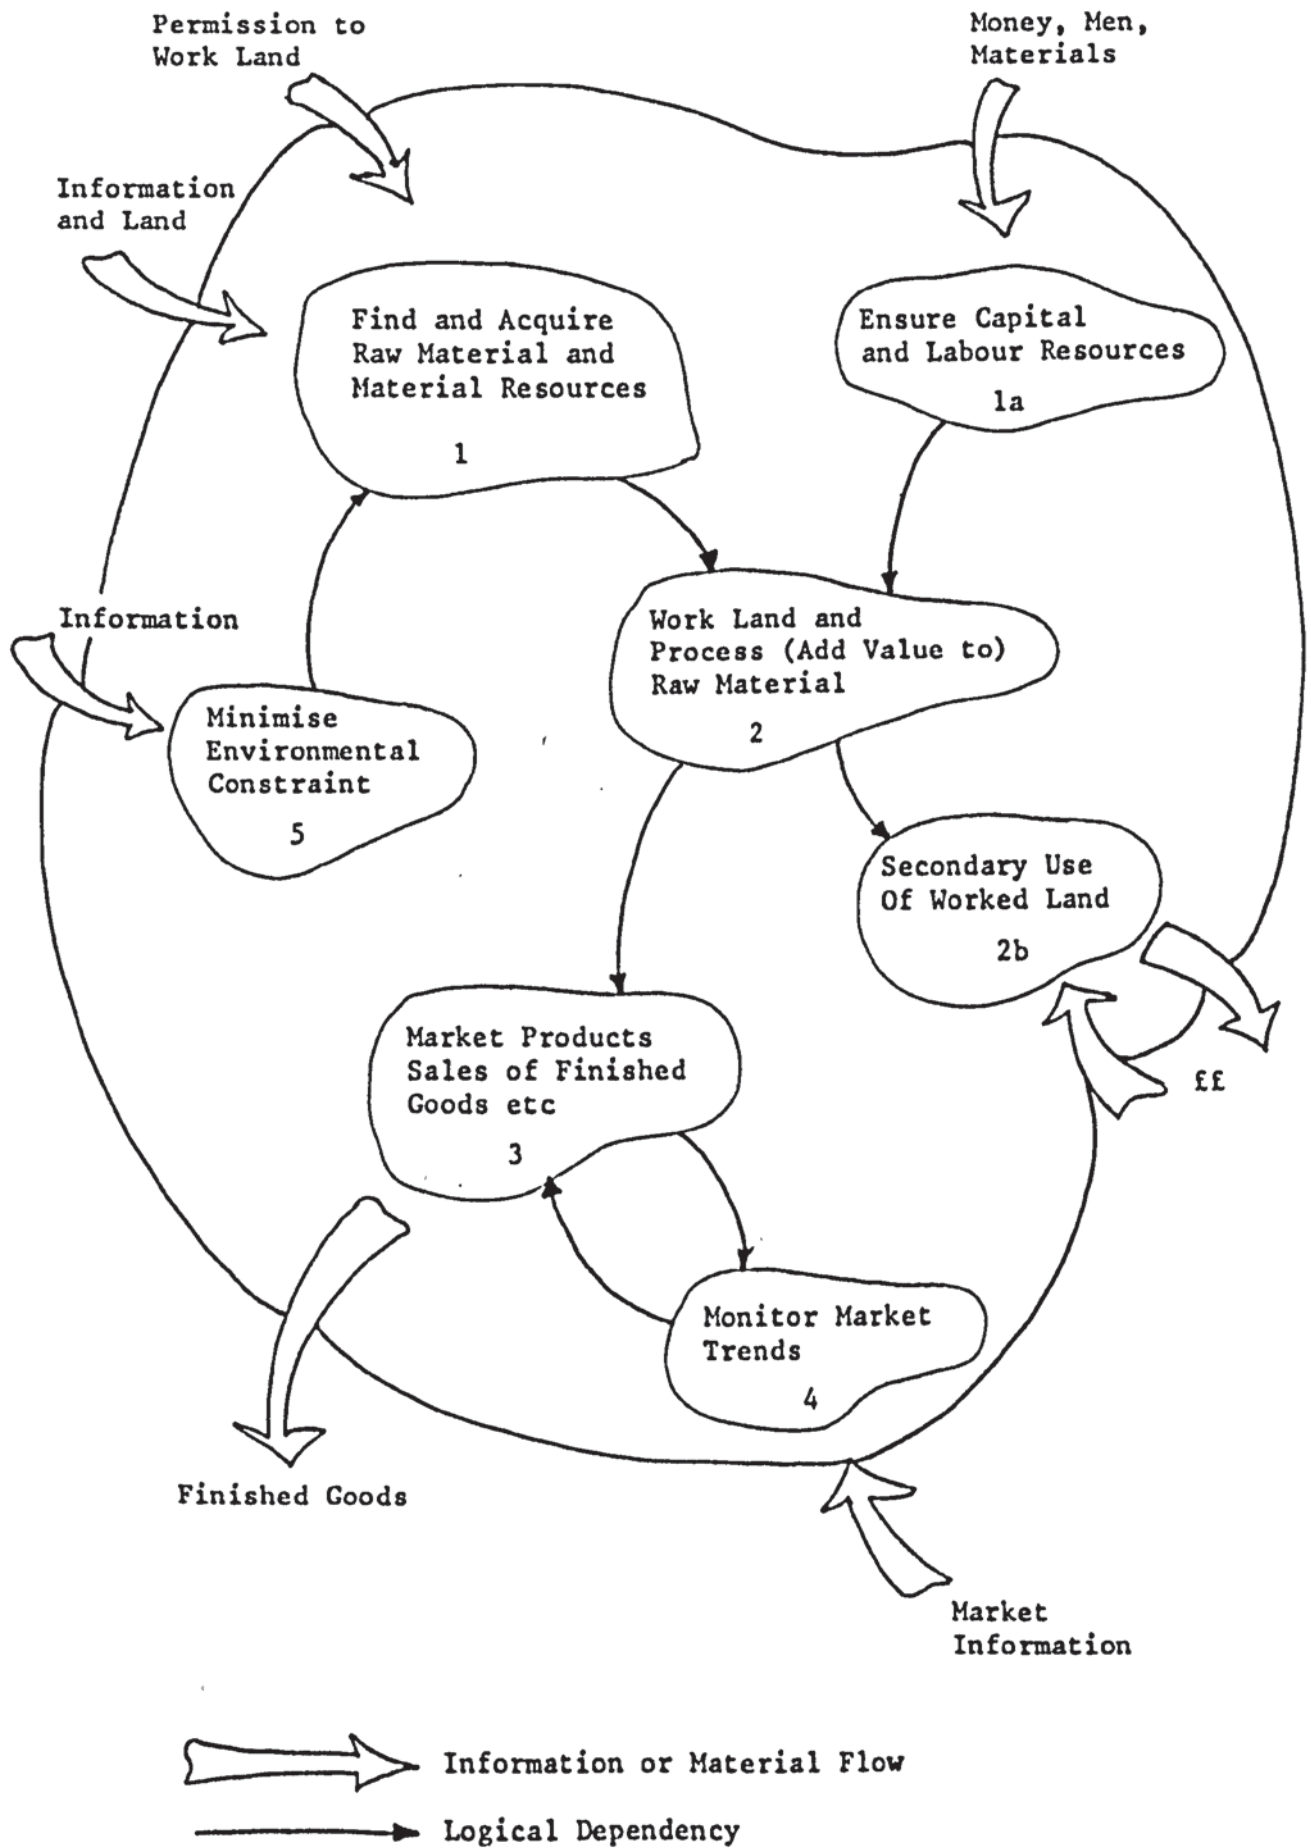 Permission to
Work Land
Money, Men,
Materials
Information
and Land
Find and Acquire
Raw Material and
Material Resources
1
Ensure Capital
and Labour Resources
1a
Information
Work Land and
Process (Add Value to)
Raw Material
2
Minimise
Environmental
Constraint
5
Secondary Use
Of Worked Land
2b
Market Products
Sales of Finished
Goods etc
3
££
Monitor Market
Trends
4
Finished Goods
Market
Information
Information or Material Flow
Logical Dependency